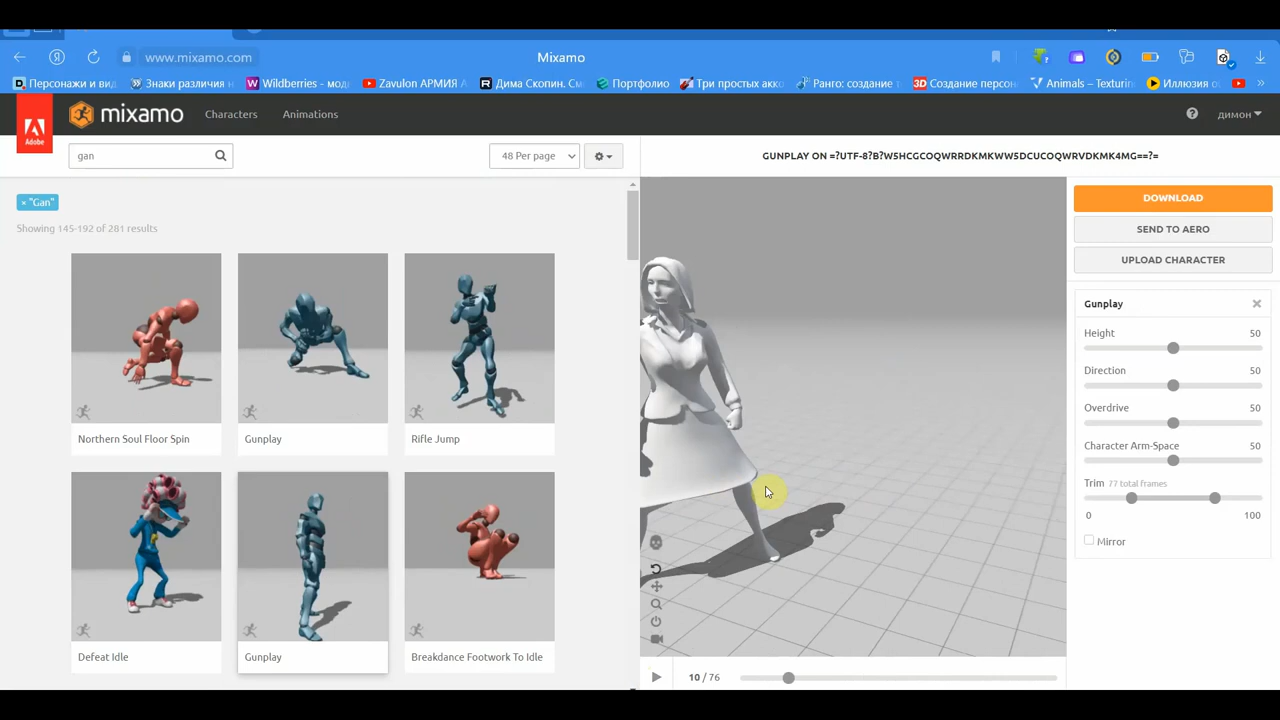 www.mixamo.com
Mixamo
Персонажи и вид
Знаки различия
Wildberries - мод
Zavulon АРМИЯ
Дима Скопин. См
Портфолио
Три простых акко
Ранго: создание т
Создание персон
Animals – Texturin
Иллюзия о
Adobe
mixamo
Characters
Animations
димон
gan
48 Per page
GUNPLAY ON =?UTF-8?B?W5HCGCOQWRRDKMKWW5DCUCOQWRVDKMK4MG==?=
× "Gan"
Showing 145-192 of 281 results
DOWNLOAD
SEND TO AERO
UPLOAD CHARACTER
Northern Soul Floor Spin
Gunplay
Rifle Jump
Defeat Idle
Gunplay
Breakdance Footwork To Idle
Gunplay
Height 50
Direction 50
Overdrive 50
Character Arm-Space 50
Trim 77 total frames
0 100
Mirror
10 / 76